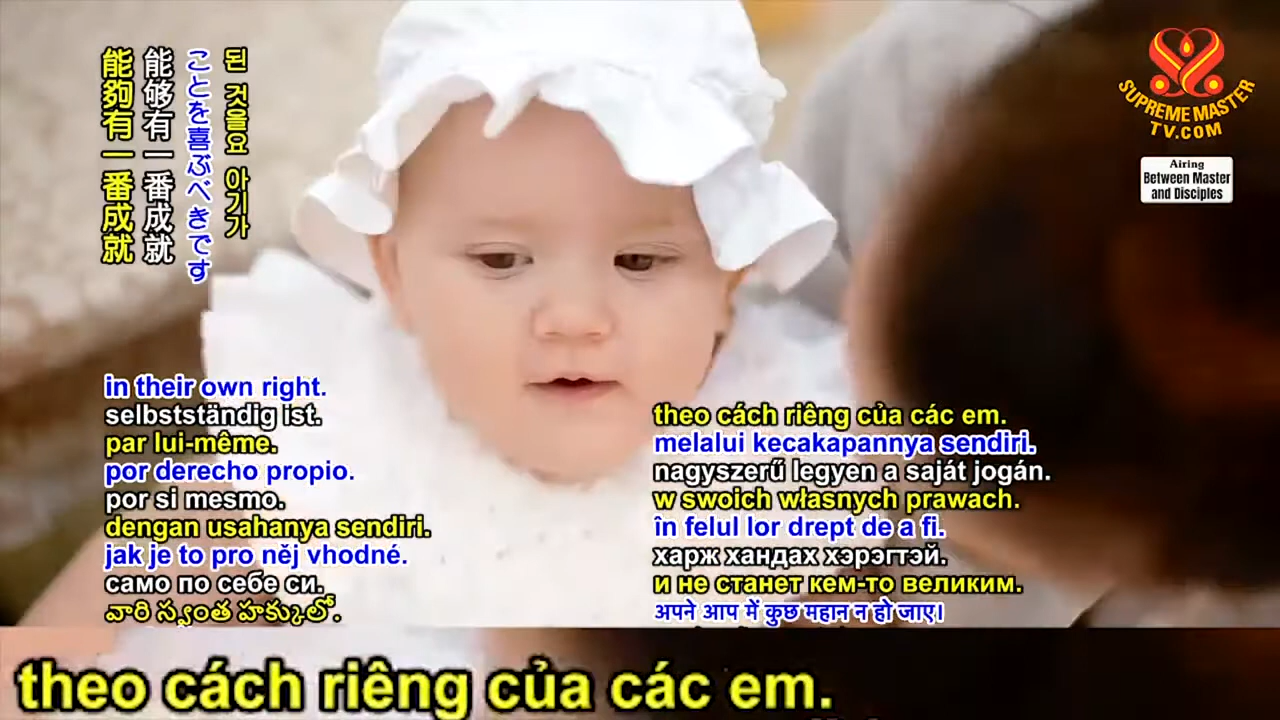 된 것을요 아기가
ことを喜ぶべきです
能够有一番成就
能夠有一番成就
SUPREME MASTER
TV.COM
Airing
Between Master
and Disciples
in their own right.
selbstständig ist.
par lui-même.
por derecho propio.
por si mesmo.
dengan usahanya sendiri.
jak je to pro něj vhodné.
само по себе си.
వారి స్వంత హక్కులో.
theo cách riêng của các em.
melalui kecakapannya sendiri.
nagyszerű legyen a saját jogán.
w swoich własnych prawach.
în felul lor drept de a fi.
харж хандах хэрэгтэй.
и не станет кем-то великим.
अपने आप में कुछ महान न हो जाए।
theo cách riêng của các em.